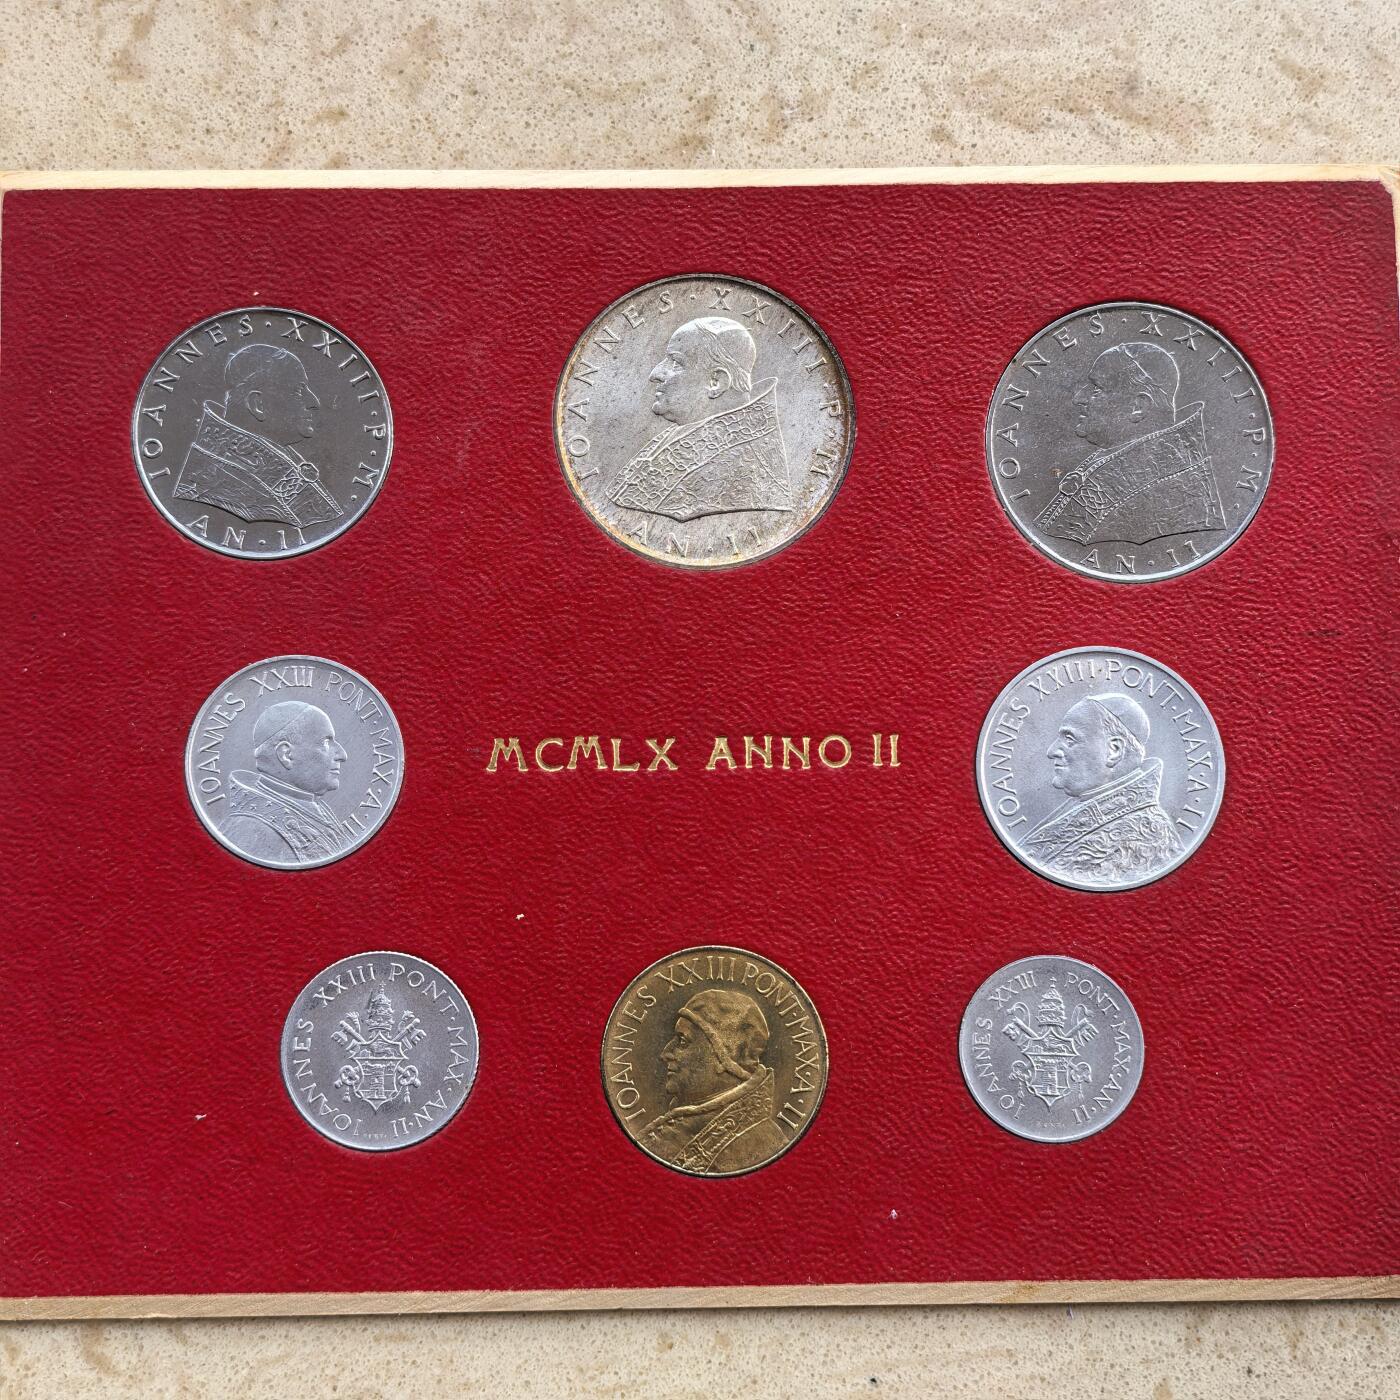 IOANNES · XXIII · P · M ·
AN · II
IOANNES · XXIII · P · M ·
AN · II
IOANNES · XXIII · P · M ·
AN · II
IOANNES XXIII PONT · MAX · A · II
MCMLX ANNO II
IOANNES XXIII · PONT · MAX · A · II
IOANNES XXIII PONT · MAX · AN · II
IOANNES XXIII PONT · MAX · A · II
IOANNES XXIII PONT · MAX · AN · II